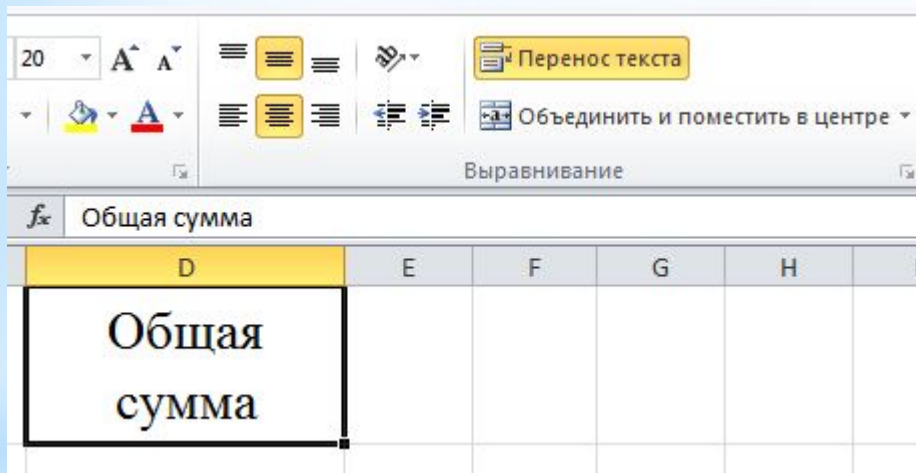 20 A A
Перенос текста
A a Объединить и поместить в центре
Выравнивание
fx Общая сумма
D E F G H
Общая
сумма